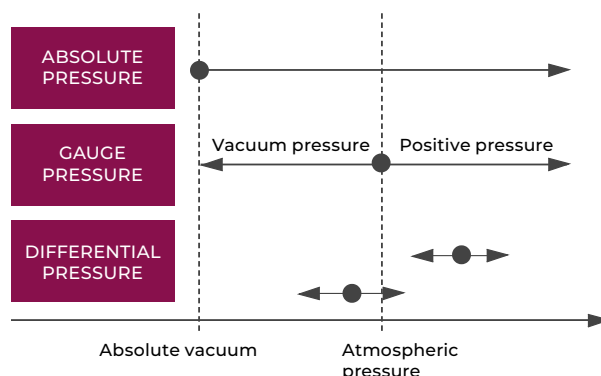 ABSOLUTE
PRESSURE
Vacuum pressure
Positive pressure
GAUGE
PRESSURE
DIFFERENTIAL
PRESSURE
Absolute vacuum
Atmospheric
pressure